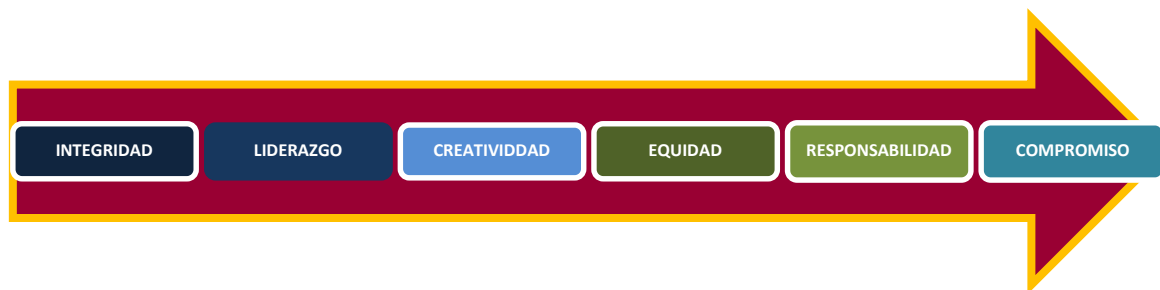 INTEGRIDAD
LIDERAZGO
CREATIVIDDAD
EQUIDAD
RESPONSABILIDAD
COMPROMISO